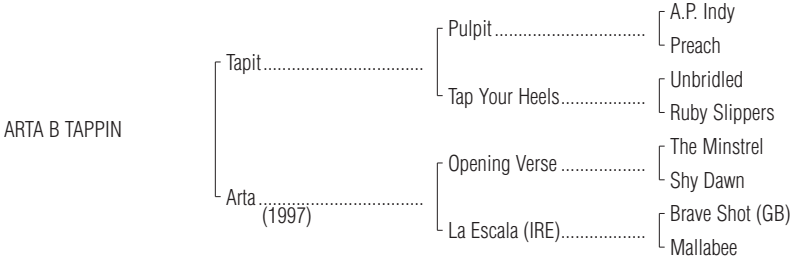 A.P. Indy
Pulpit................................
Preach
Tapit..................................
Unbridled
Tap Your Heels..................
Ruby Slippers
ARTA B TAPPIN
The Minstrel
Opening Verse ..................
Shy Dawn
Arta...................................
(1997)
Brave Shot (GB)
La Escala (IRE)..................
Mallabee